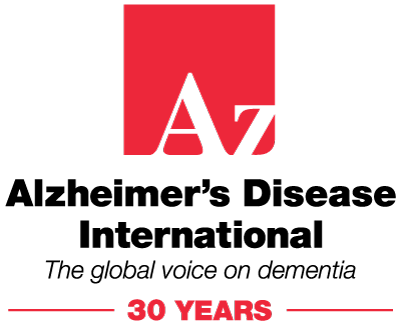 Az
Alzheimer’s Disease
International
The global voice on dementia
30 YEARS